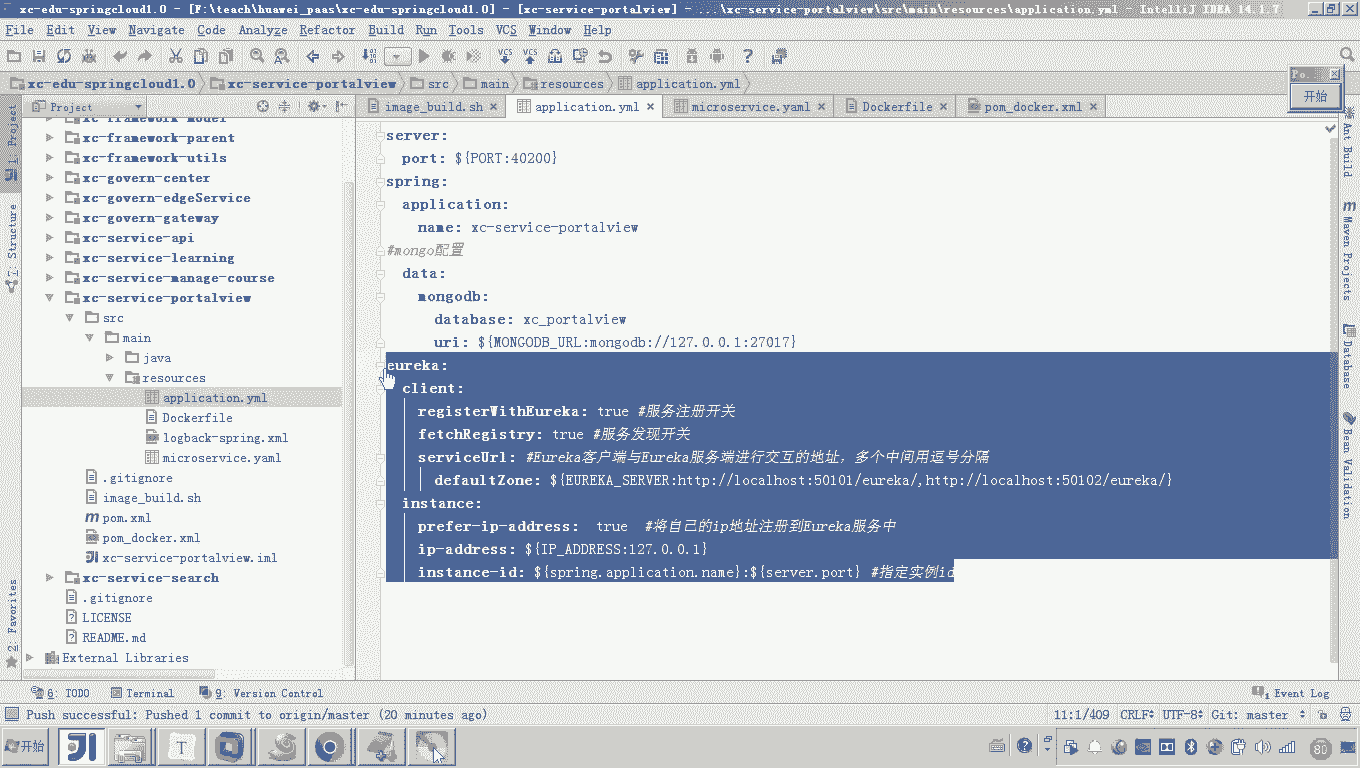 xc-edu-springcloud1.0 - [F:\teach\huawei_paas\xc-edu-springcloud1.0] - [xc-service-portalview] - ...\xc-service-portalview\src\main\resources\application.yml - IntelliJ IDEA 14.1.7
File Edit View Navigate Code Analyze Refactor Build Run Tools VCS Window Help
xc-edu-springcloud1.0 xc-service-portalview src main resources application.yml
Po...
开始
Project
image_build.sh application.yml microservice.yaml Dockerfile pom_docker.xml
1: Project
7: Structure
2: Favorites
xc-framework-model
xc-framework-parent
xc-framework-utils
xc-govern-center
xc-govern-edgeService
xc-govern-gateway
xc-service-api
xc-service-learning
xc-service-manage-course
xc-service-portalview
src
main
java
resources
application.yml
Dockerfile
logback-spring.xml
microservice.yaml
.gitignore
image_build.sh
pom.xml
pom_docker.xml
xc-service-portalview.iml
xc-service-search
.gitignore
LICENSE
README.md
External Libraries
server:
port: ${PORT:40200}
spring:
application:
name: xc-service-portalview
#mongo配置
data:
mongodb:
database: xc_portalview
uri: ${MONGODB_URL:mongodb://127.0.0.1:27017}
eureka:
client:
registerWithEureka: true #服务注册开关
fetchRegistry: true #服务发现开关
serviceUrl: #Eureka客户端与Eureka服务端进行交互的地址，多个中间用逗号分隔
defaultZone: ${EUREKA_SERVER:http://localhost:50101/eureka/,http://localhost:50102/eureka/}
instance:
prefer-ip-address: true #将自己的ip地址注册到Eureka服务中
ip-address: ${IP_ADDRESS:127.0.0.1}
instance-id: ${spring.application.name}:${server.port} #指定实例id
Ant Build
Maven Projects
Database
Bean Validation
6: TODO Terminal 9: Version Control 1 Event Log
Push successful: Pushed 1 commit to origin/master (20 minutes ago) 11:1/409 CRLF UTF-8 Git: master
开始
80